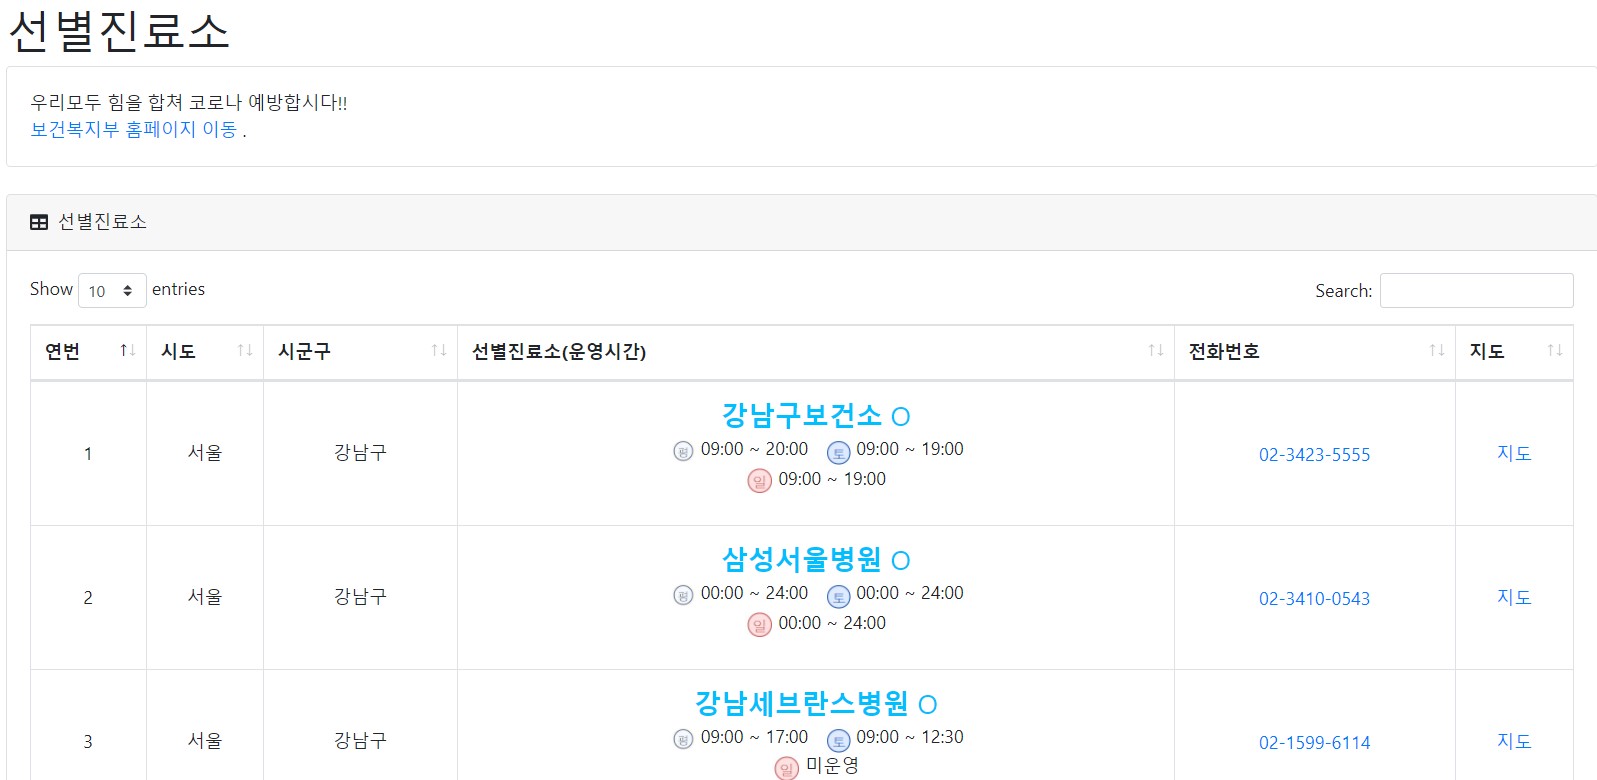 선별진료소
우리모두 힘을 합쳐 코로나 예방합시다!!
보건복지부 홈페이지 이동 .
선별진료소
Show 10 entries
Search:
연번 시도 시군구 선별진료소(운영시간) 전화번호 지도
강남구보건소 O
1 서울 강남구 평 09:00 ~ 20:00 토 09:00 ~ 19:00 02-3423-5555 지도
일 09:00 ~ 19:00
삼성서울병원 O
2 서울 강남구 평 00:00 ~ 24:00 토 00:00 ~ 24:00 02-3410-0543 지도
일 00:00 ~ 24:00
강남세브란스병원 O
3 서울 강남구 평 09:00 ~ 17:00 토 09:00 ~ 12:30 02-1599-6114 지도
일 미운영